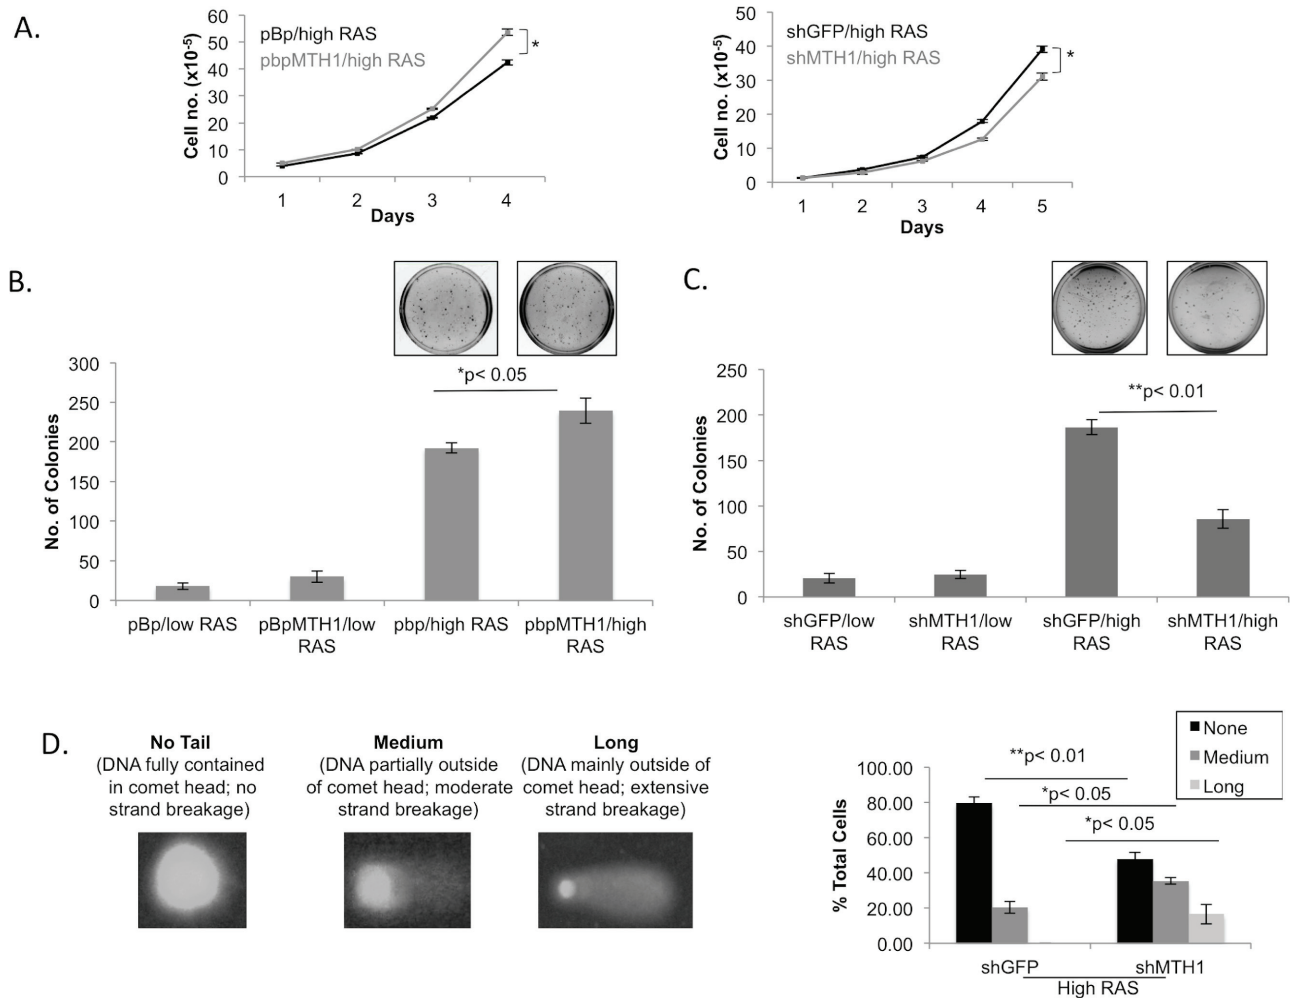 A.
pBp/high RAS
pbpMTH1/high RAS
*
Cell no. (x10-5)
60
50
40
30
20
10
0
1 2 3 4
Days
shGFP/high RAS
shMTH1/high RAS
*
Cell no. (x10-5)
50
40
30
20
10
0
1 2 3 4 5
Days
B.
*p< 0.05
No. of Colonies
300
250
200
150
100
50
0
pBp/low RAS pBpMTH1/low pbp/high RAS pbpMTH1/high
RAS RAS
C.
**p< 0.01
No. of Colonies
250
200
150
100
50
0
shGFP/low shMTH1/low shGFP/high shMTH1/high
RAS RAS RAS RAS
D.
No Tail
(DNA fully contained
in comet head; no
strand breakage)
Medium
(DNA partially outside
of comet head; moderate
strand breakage)
Long
(DNA mainly outside of
comet head; extensive
strand breakage)
None
Medium
Long
**p< 0.01
*p< 0.05
*p< 0.05
% Total Cells
100.00
80.00
60.00
40.00
20.00
0.00
shGFP shMTH1
High RAS